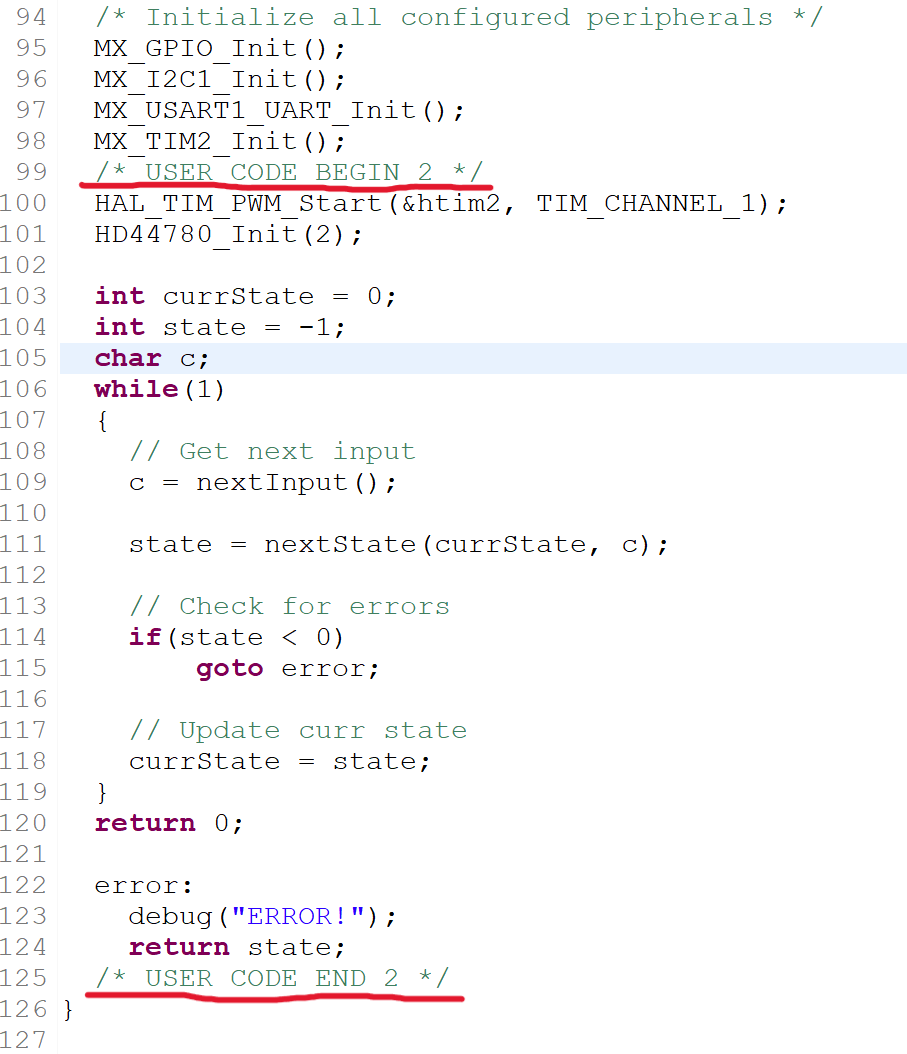 94 /* Initialize all configured peripherals */
95 MX_GPIO_Init();
96 MX_I2C1_Init();
97 MX_USART1_UART_Init();
98 MX_TIM2_Init();
99 /* USER CODE BEGIN 2 */
100 HAL_TIM_PWM_Start(&htim2, TIM_CHANNEL_1);
101 HD44780_Init(2);
102
103 int currState = 0;
104 int state = -1;
105 char c;
106 while(1)
107 {
108 // Get next input
109 c = nextInput();
110
111 state = nextState(currState, c);
112
113 // Check for errors
114 if(state < 0)
115 goto error;
116
117 // Update curr state
118 currState = state;
119 }
120 return 0;
121
122 error:
123 debug("ERROR!");
124 return state;
125 /* USER CODE END 2 */
126 }
127